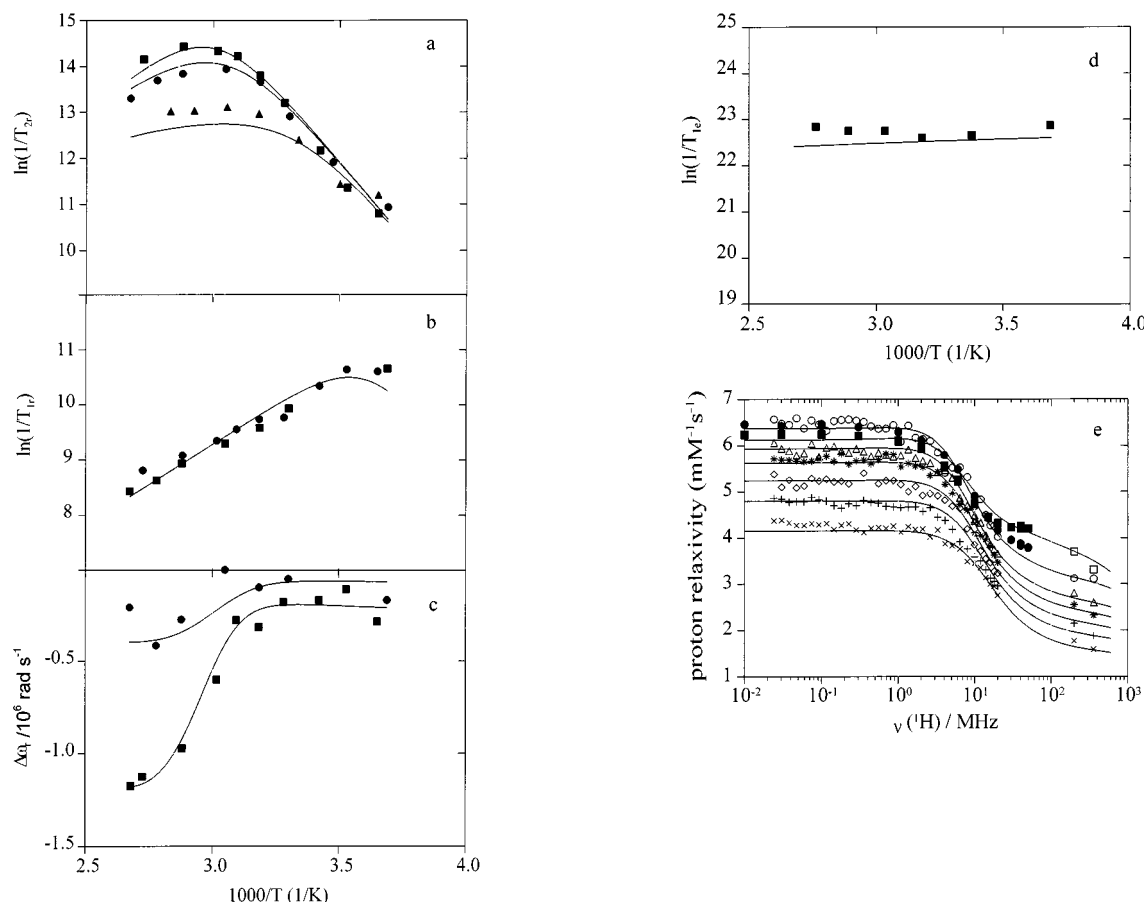 a
15
14
13
12
11
10
ln(1/T2r)
b
11
10
9
8
ln(1/T1r)
c
-0.5
-1.0
-1.5
Δωr /10⁶ rad s⁻¹
2.5 3.0 3.5 4.0
1000/T (1/K)
d
25
24
23
22
21
20
19
ln(1/T1e)
2.5 3.0 3.5 4.0
1000/T (1/K)
e
7
6
5
4
3
2
1
proton relaxivity (mM⁻¹s⁻¹)
10⁻² 10⁻¹ 10⁰ 10¹ 10² 10³
ν (¹H) / MHz